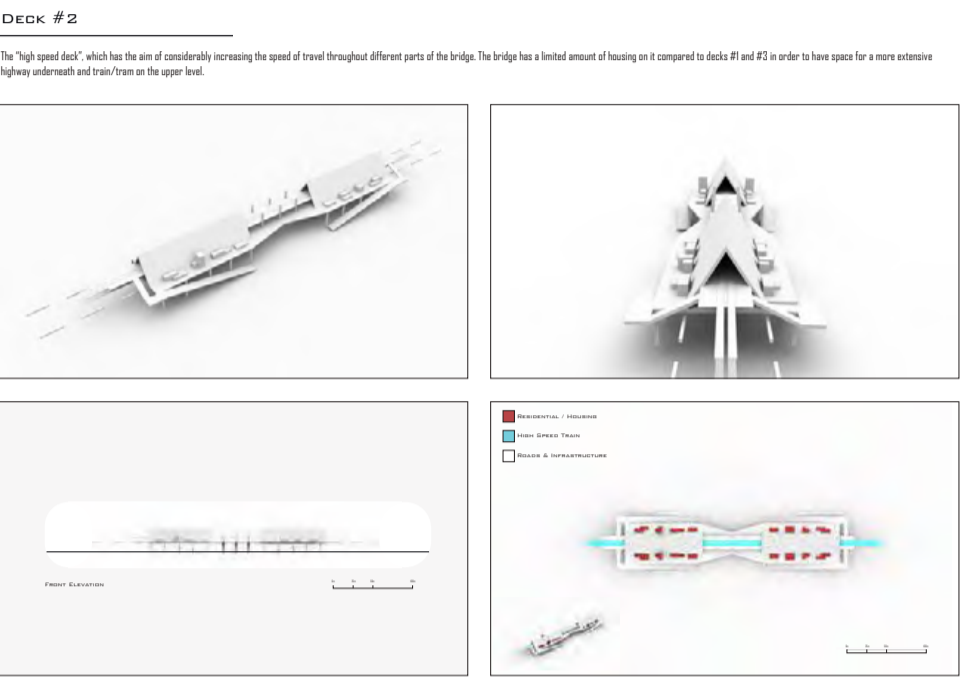 Deck #2
The "high speed deck", which has the aim of considerably increasing the speed of travel throughout different parts of the bridge. The bridge has a limited amount of housing on it compared to decks #1 and #3 in order to have space for a more extensive
highway underneath and train/tram on the upper level.
Front Elevation
Residential / Housing
High Speed Train
Roads & Infrastructure